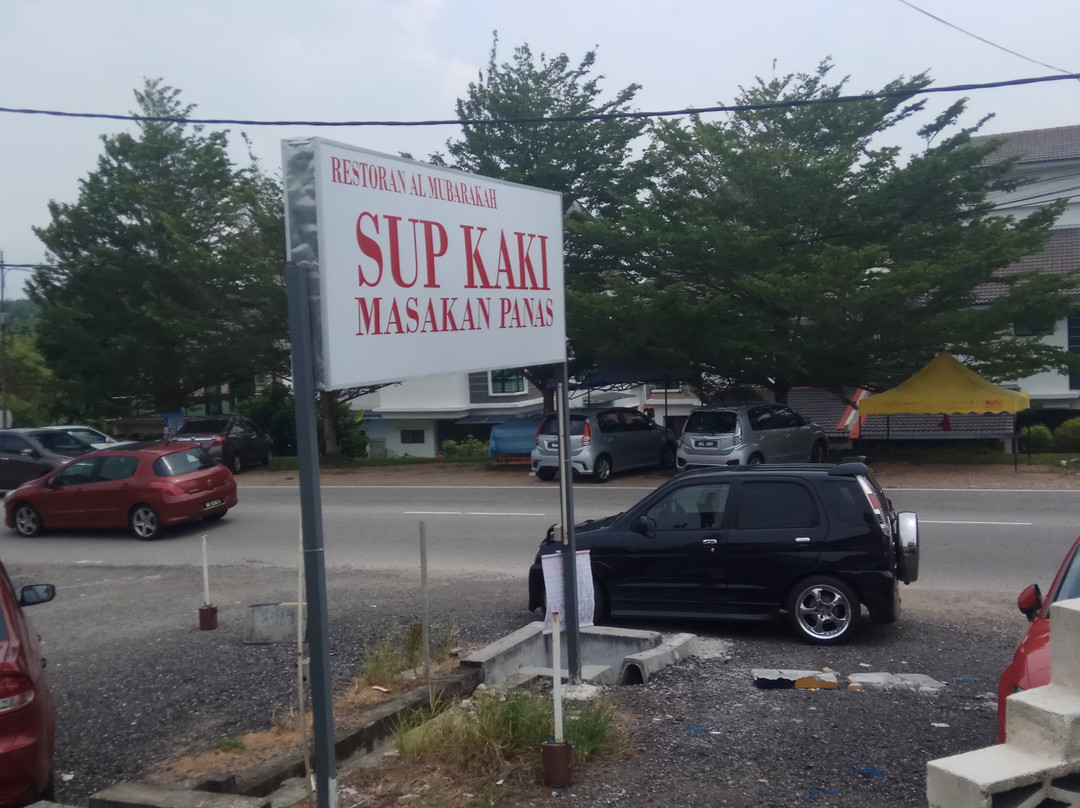 RESTORAN AL MUBARAKAH
SUP KAKI
MASAKAN PANAS